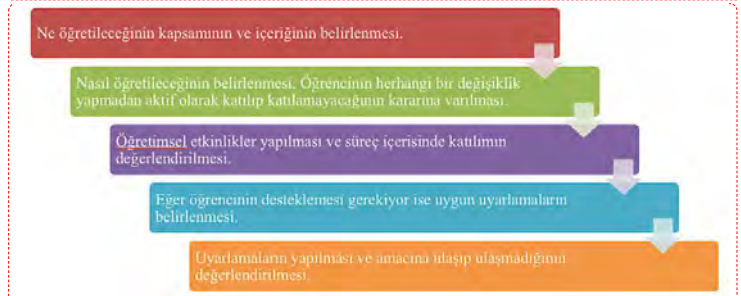 Ne öğretileceğinin kapsamının ve içeriğinin belirlenmesi.
Nasıl öğretileceğinin belirlenmesi. Öğrencinin herhangi bir değişiklik
yapmadan aktif olarak katılıp katılamayacağının kararına varılması.
Öğretimsel etkinlikler yapılması ve süreç içerisinde katılımın
değerlendirilmesi.
Eğer öğrencinin desteklemesi gerekiyor ise uygun uyarlamaların
belirlenmesi.
Uyarlamaların yapılması ve amacına ulaşıp ulaşmadığının
değerlendirilmesi.